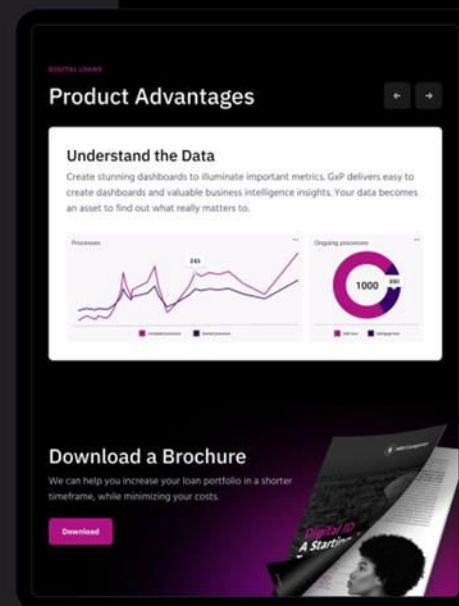 DIGITAL LOANS
Product Advantages
Understand the Data
Create stunning dashboards to illuminate important metrics. GxP delivers easy to
create dashboards and valuable business intelligence insights. Your data becomes
an asset to find out what really matters to.
Processes
Ongoing processes
243
1000
Download a Brochure
We can help you increase your loan portfolio in a shorter
timeframe, while minimizing your costs.
Download
Digital ID
A Starting